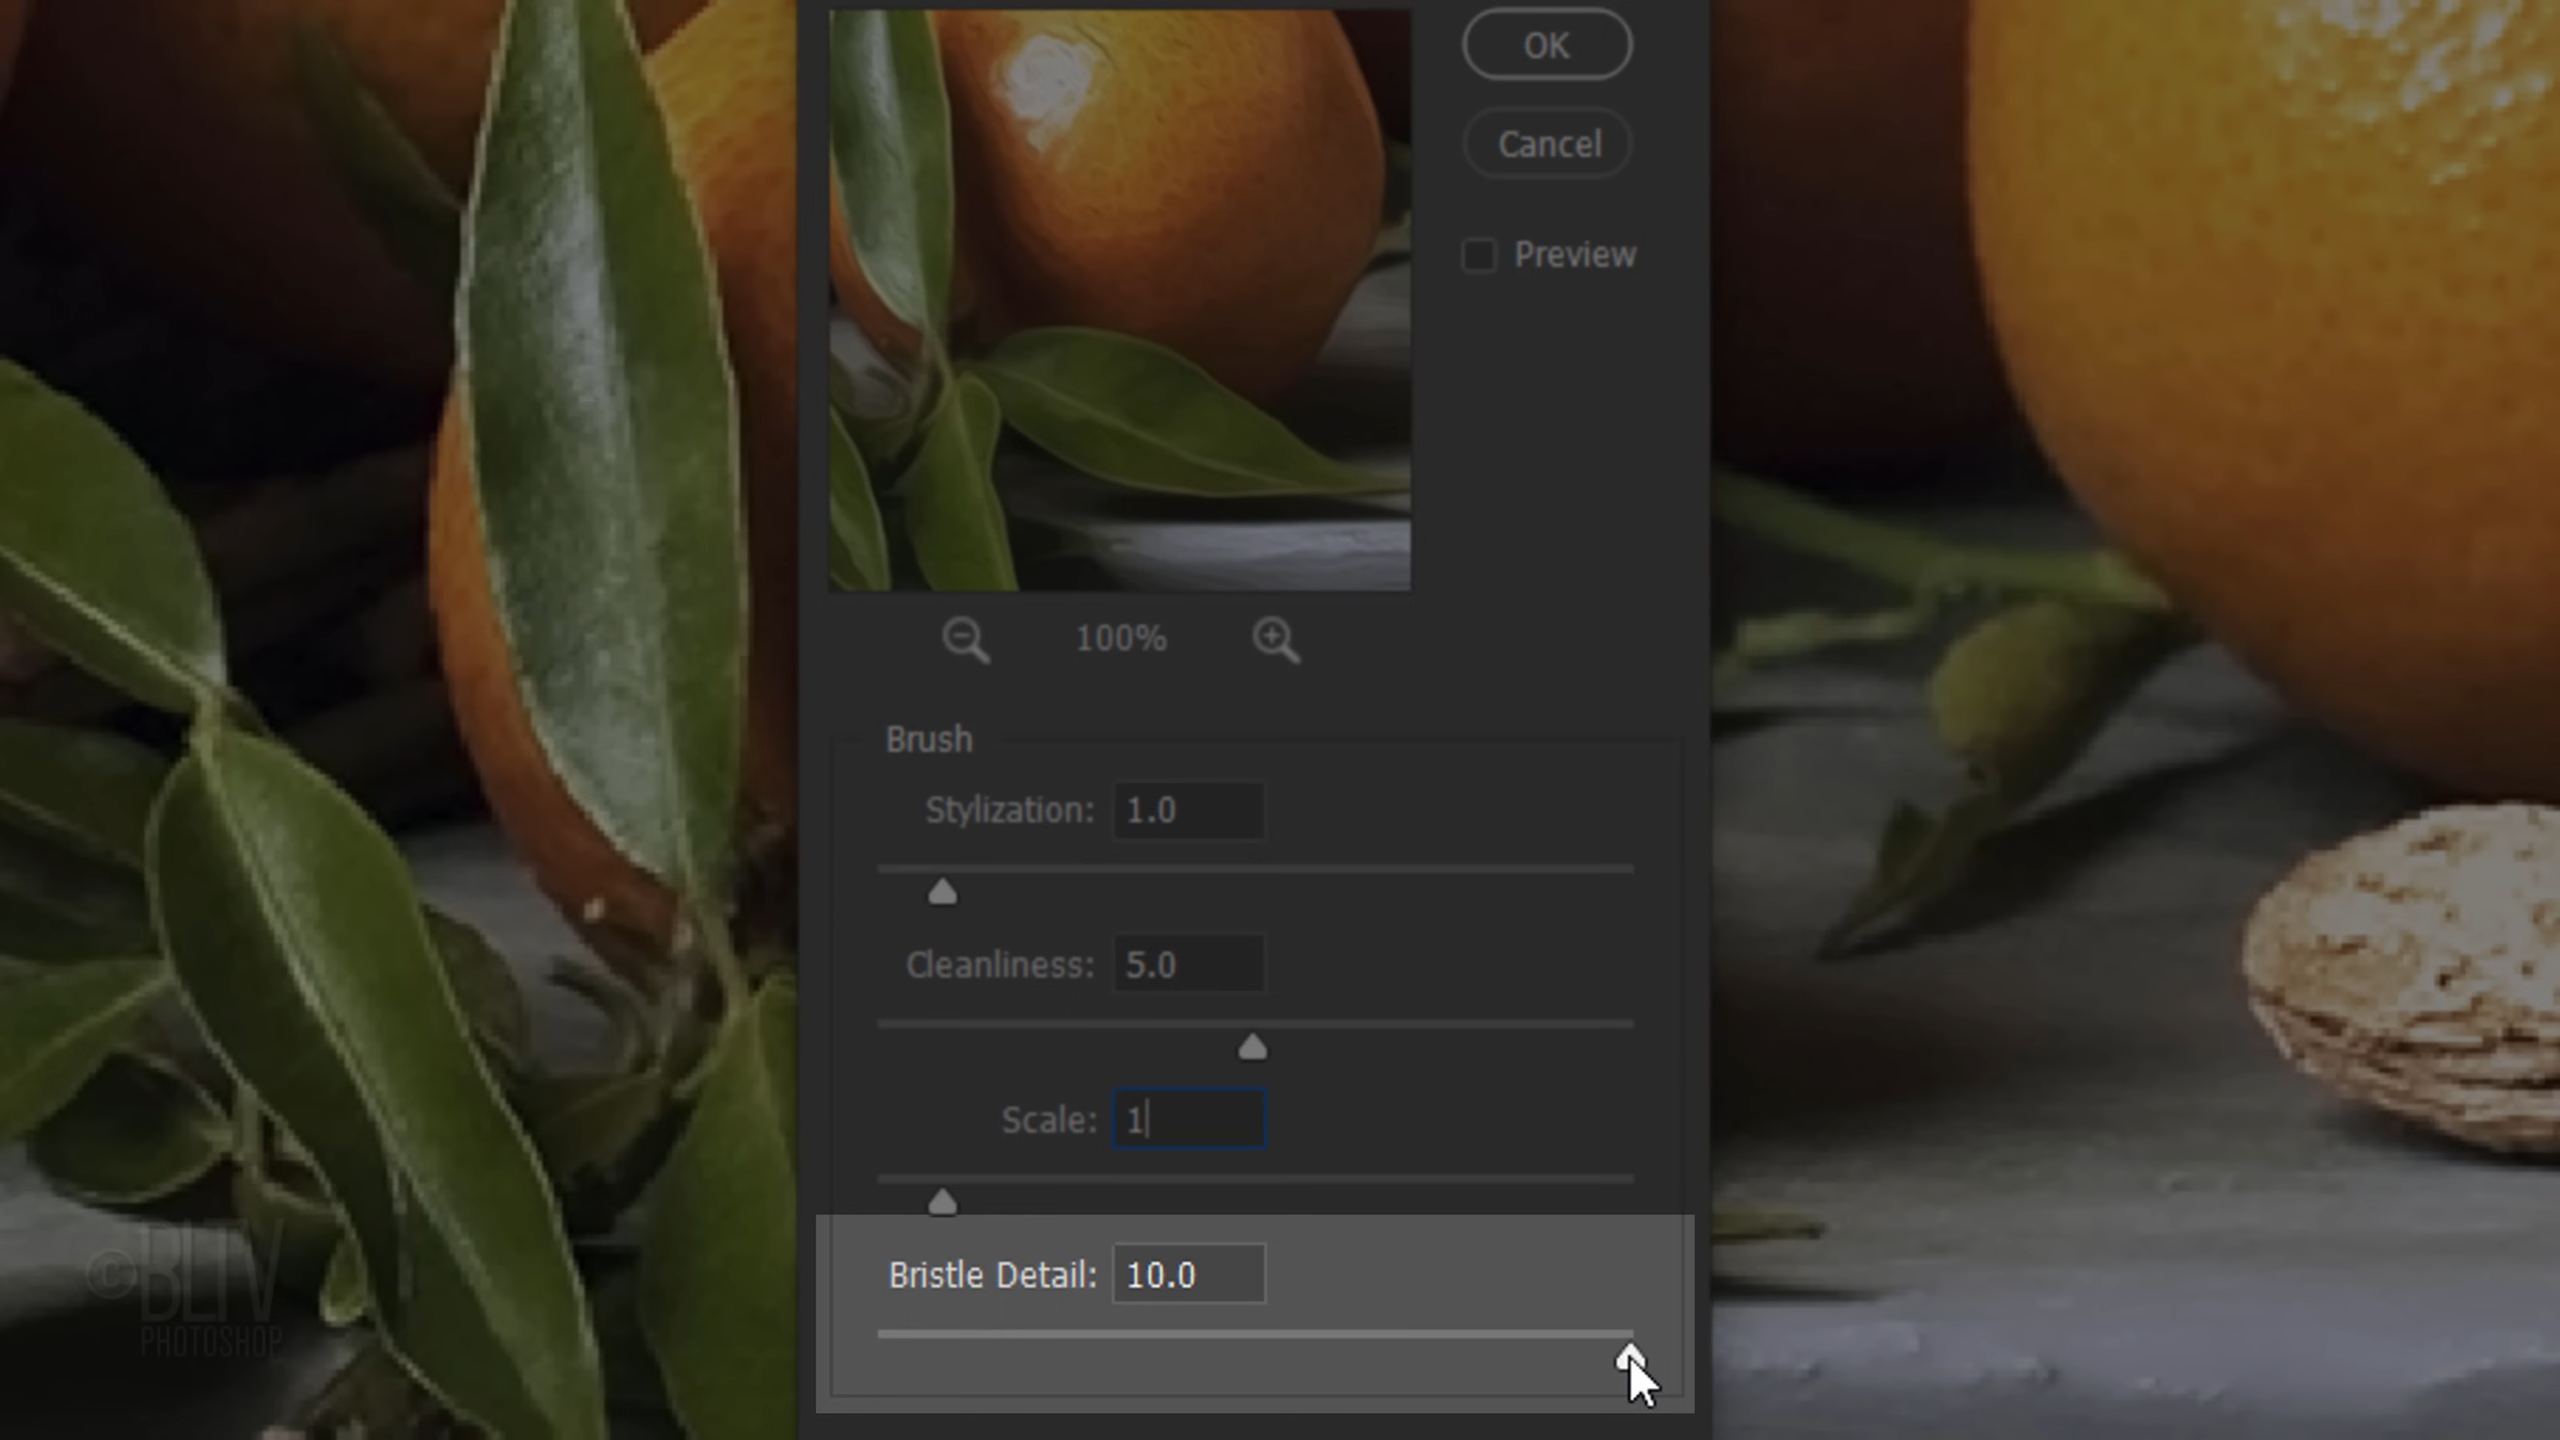 OK
Cancel
Preview
100%
Brush
Stylization: 1.0
Cleanliness: 5.0
Scale: 1
Bristle Detail: 10.0
©BLTV
PHOTOSHOP